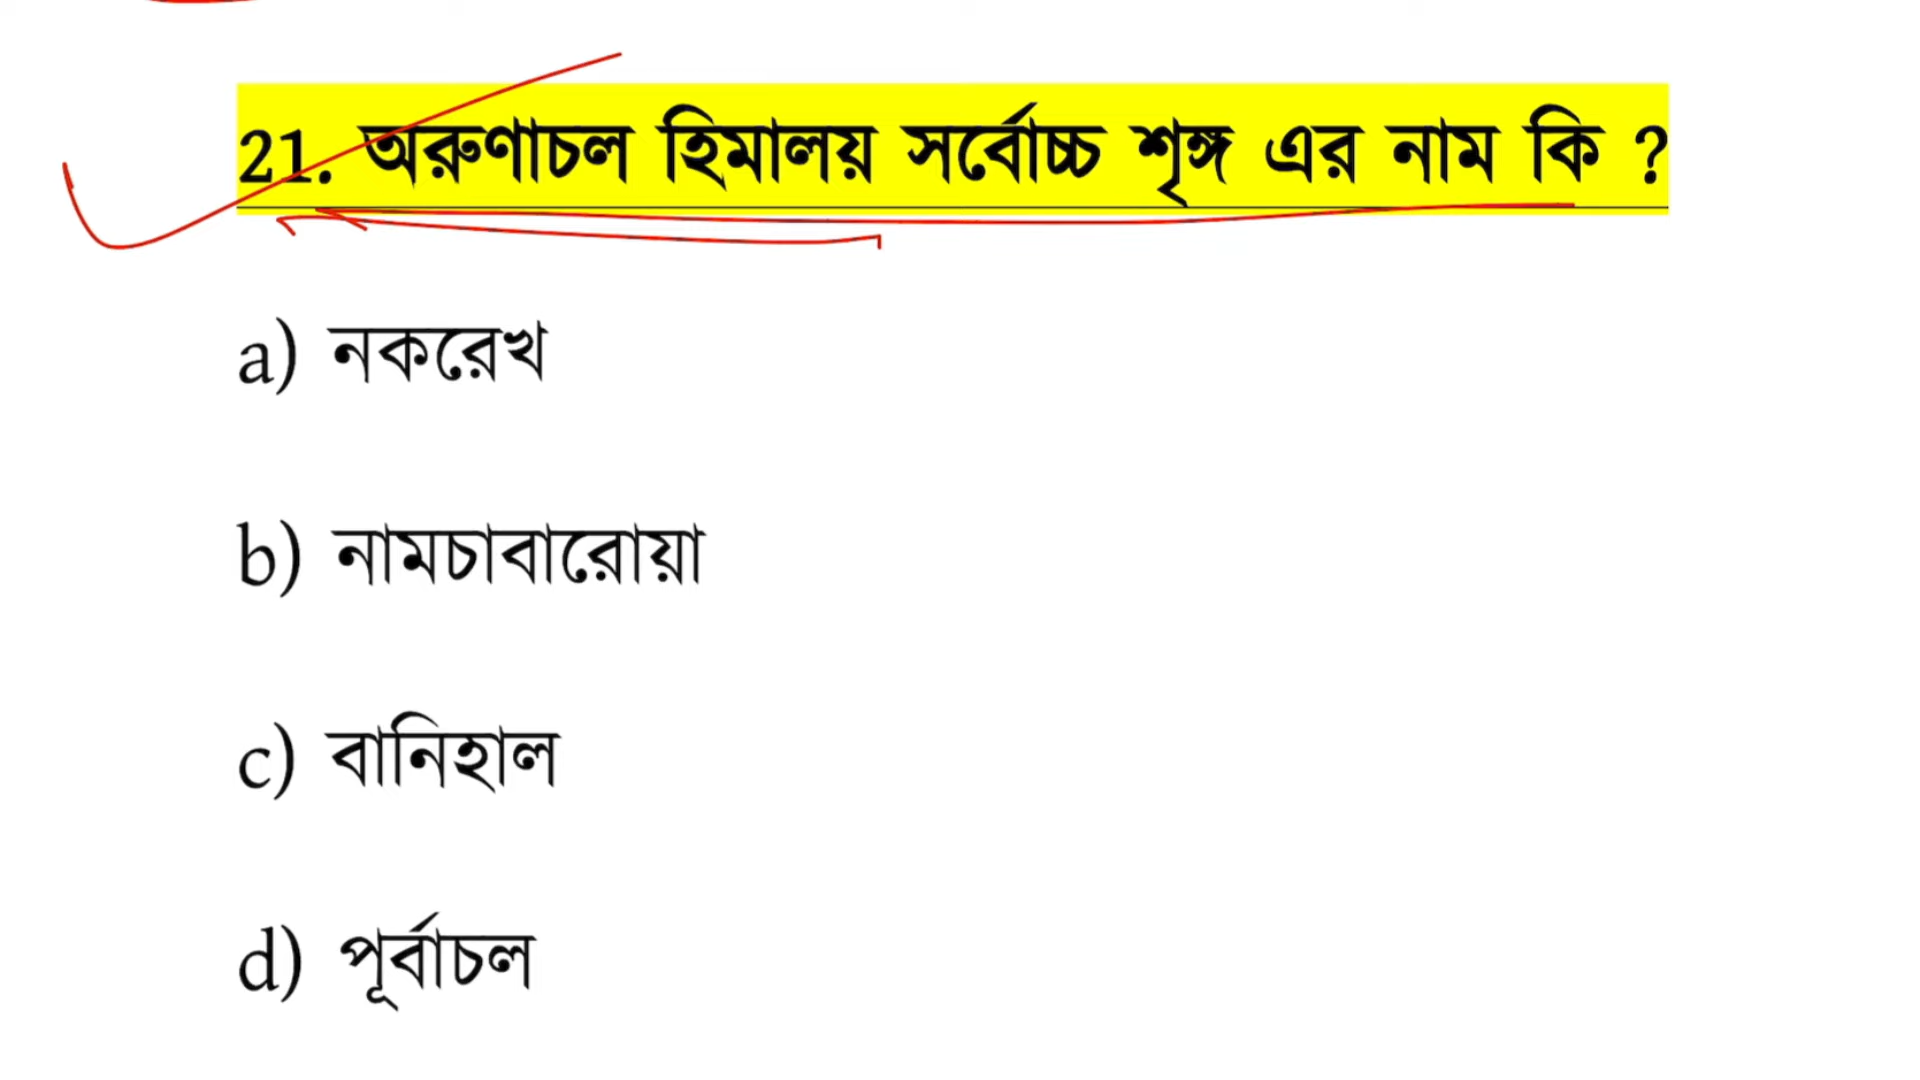 21. অরুণাচল হিমালয় সর্বোচ্চ শৃঙ্গ এর নাম কি ?
a) নকরেখ
b) নামচাবারোয়া
c) বানিহাল
d) পূর্বাচল